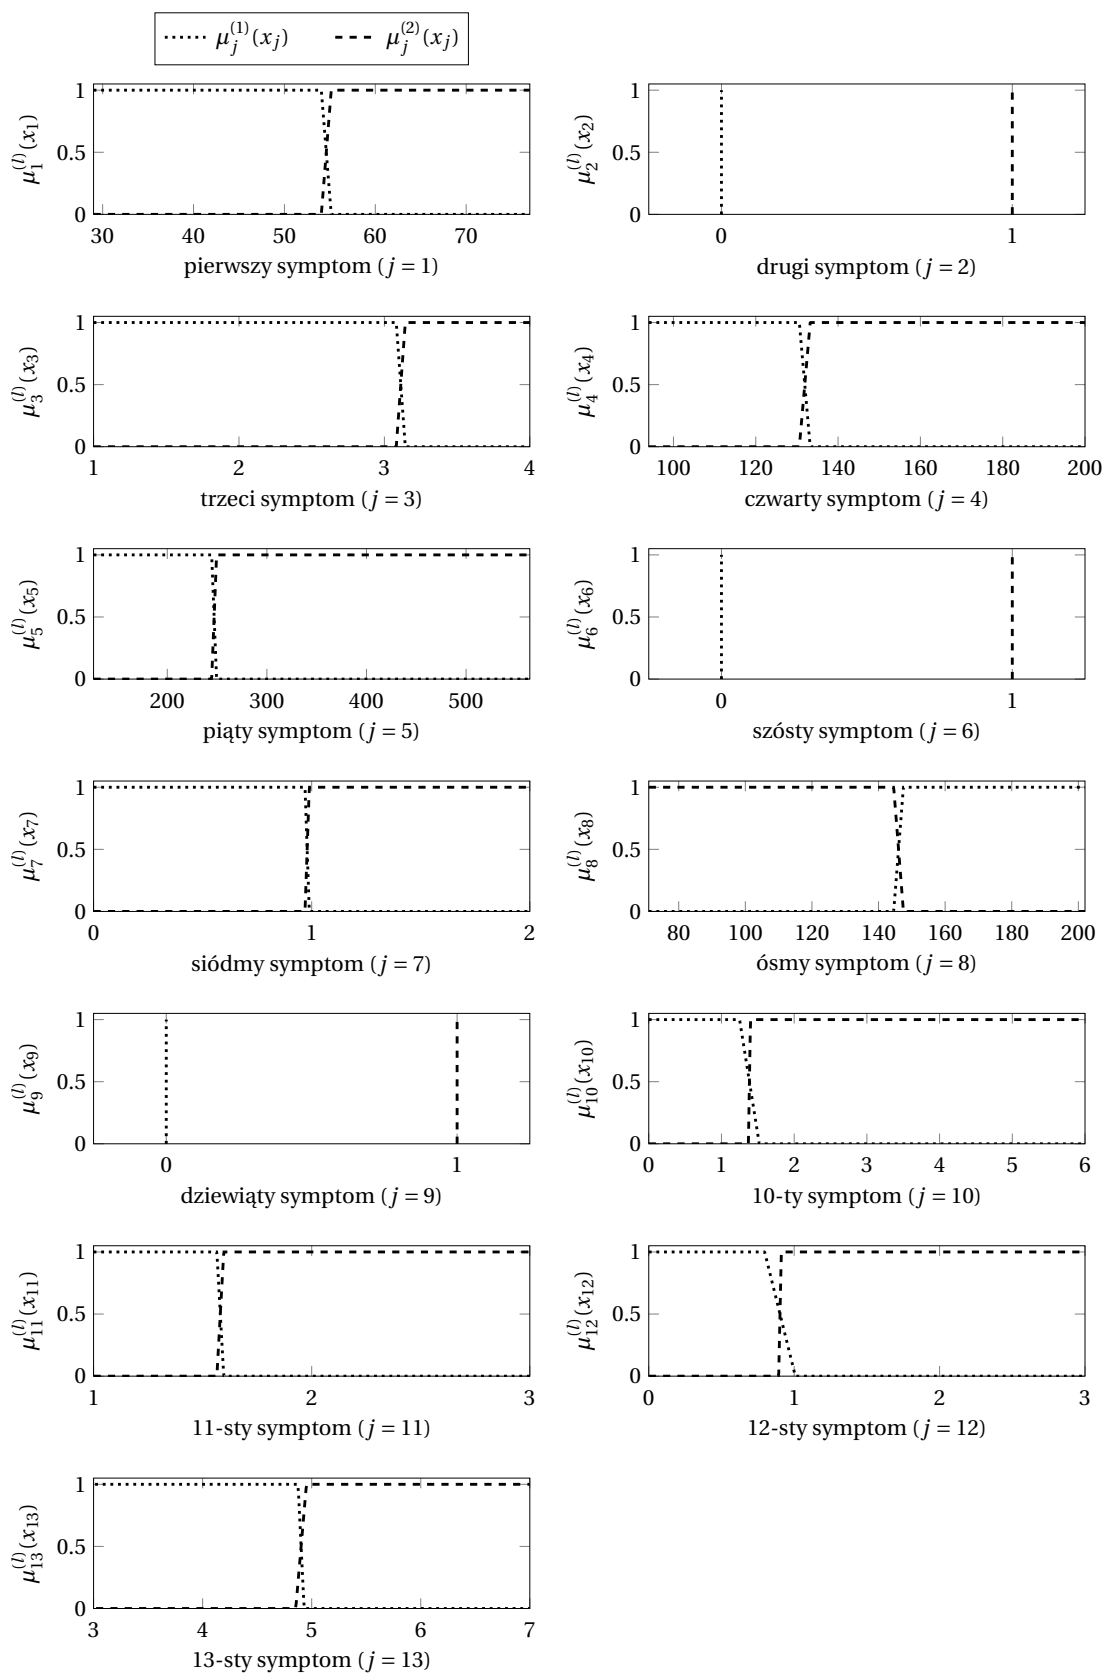 μ_j^(1)(x_j) μ_j^(2)(x_j)
1
0.5
0
μ_1^(l)(x_1)
30 40 50 60 70
pierwszy symptom (j = 1)
1
0.5
0
μ_2^(l)(x_2)
0 1
drugi symptom (j = 2)
1
0.5
0
μ_3^(l)(x_3)
1 2 3 4
trzeci symptom (j = 3)
1
0.5
0
μ_4^(l)(x_4)
100 120 140 160 180 200
czwarty symptom (j = 4)
1
0.5
0
μ_5^(l)(x_5)
200 300 400 500
piąty symptom (j = 5)
1
0.5
0
μ_6^(l)(x_6)
0 1
szósty symptom (j = 6)
1
0.5
0
μ_7^(l)(x_7)
0 1 2
siódmy symptom (j = 7)
1
0.5
0
μ_8^(l)(x_8)
80 100 120 140 160 180 200
ósmy symptom (j = 8)
1
0.5
0
μ_9^(l)(x_9)
0 1
dziewiąty symptom (j = 9)
1
0.5
0
μ_10^(l)(x_10)
0 1 2 3 4 5 6
10-ty symptom (j = 10)
1
0.5
0
μ_11^(l)(x_11)
1 2 3
11-sty symptom (j = 11)
1
0.5
0
μ_12^(l)(x_12)
0 1 2 3
12-sty symptom (j = 12)
1
0.5
0
μ_13^(l)(x_13)
3 4 5 6 7
13-sty symptom (j = 13)